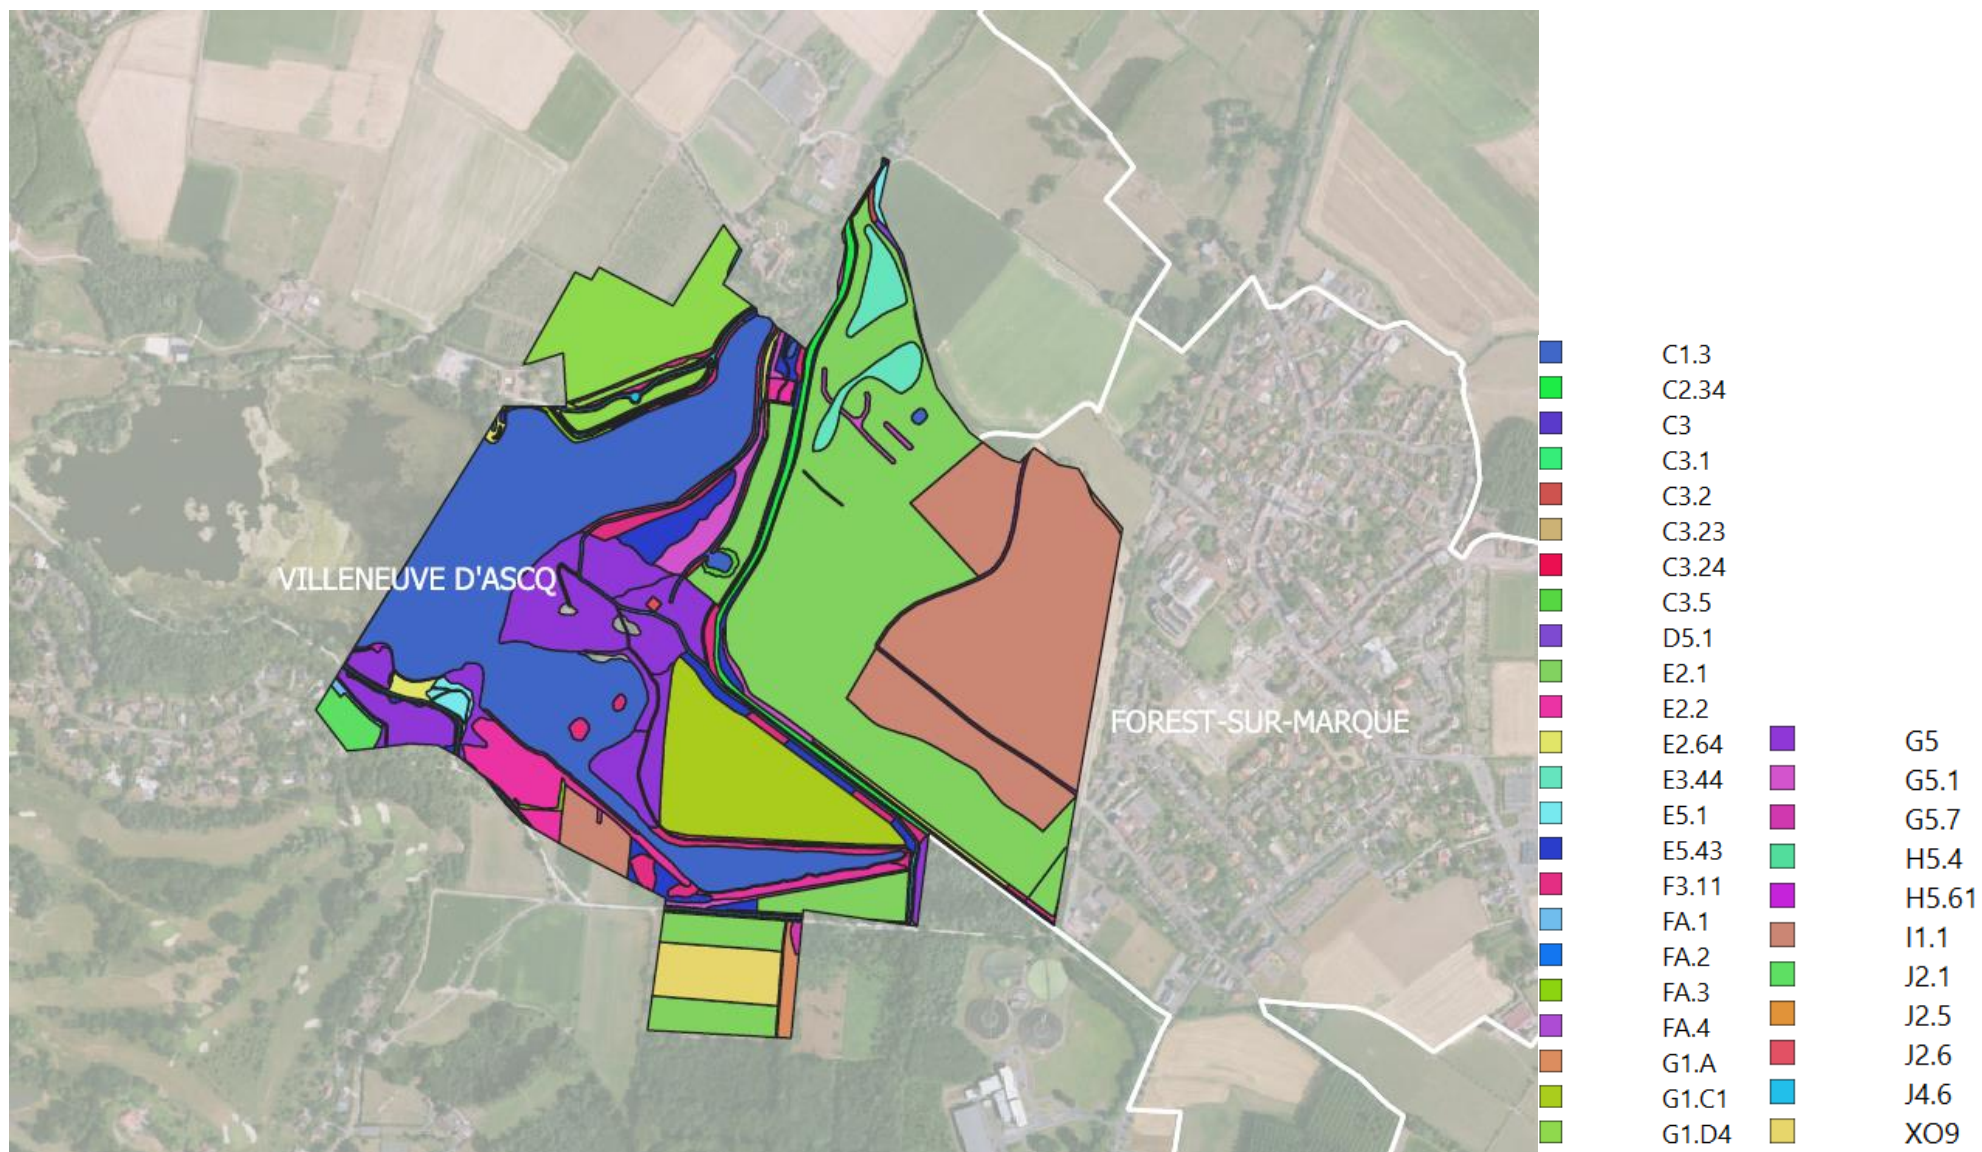 VILLENEUVE D'ASCQ
FOREST-SUR-MARQUE
C1.3
C2.34
C3
C3.1
C3.2
C3.23
C3.24
C3.5
D5.1
E2.1
E2.2
E2.64
E3.44
E5.1
E5.43
F3.11
FA.1
FA.2
FA.3
FA.4
G1.A
G1.C1
G1.D4
G5
G5.1
G5.7
H5.4
H5.61
I1.1
J2.1
J2.5
J2.6
J4.6
XO9